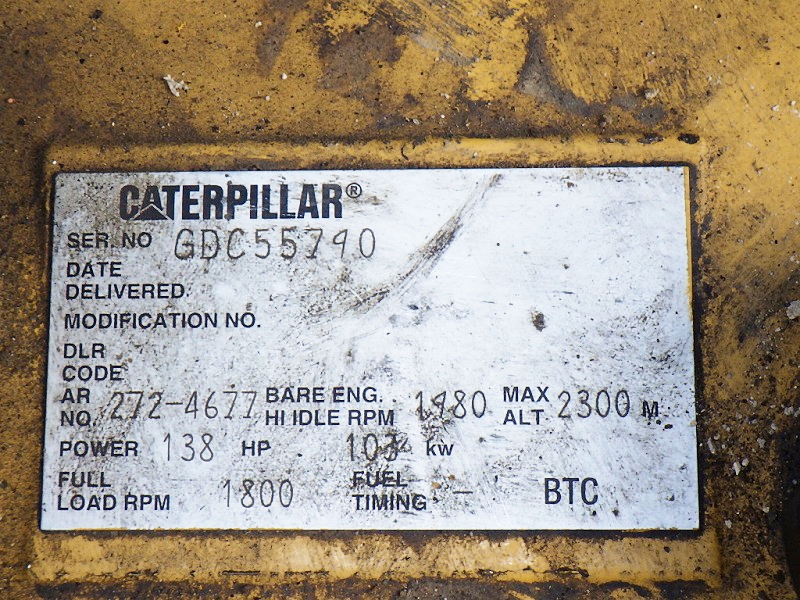 CATERPILLAR®
SER. NO GDC55790
DATE
DELIVERED.
MODIFICATION NO.
DLR
CODE
AR
NO. 272-4677 BARE ENG. HI IDLE RPM 1980 MAX ALT 2300 M
POWER 138 HP 103 kw
FULL
LOAD RPM 1800 FUEL TIMING - BTC